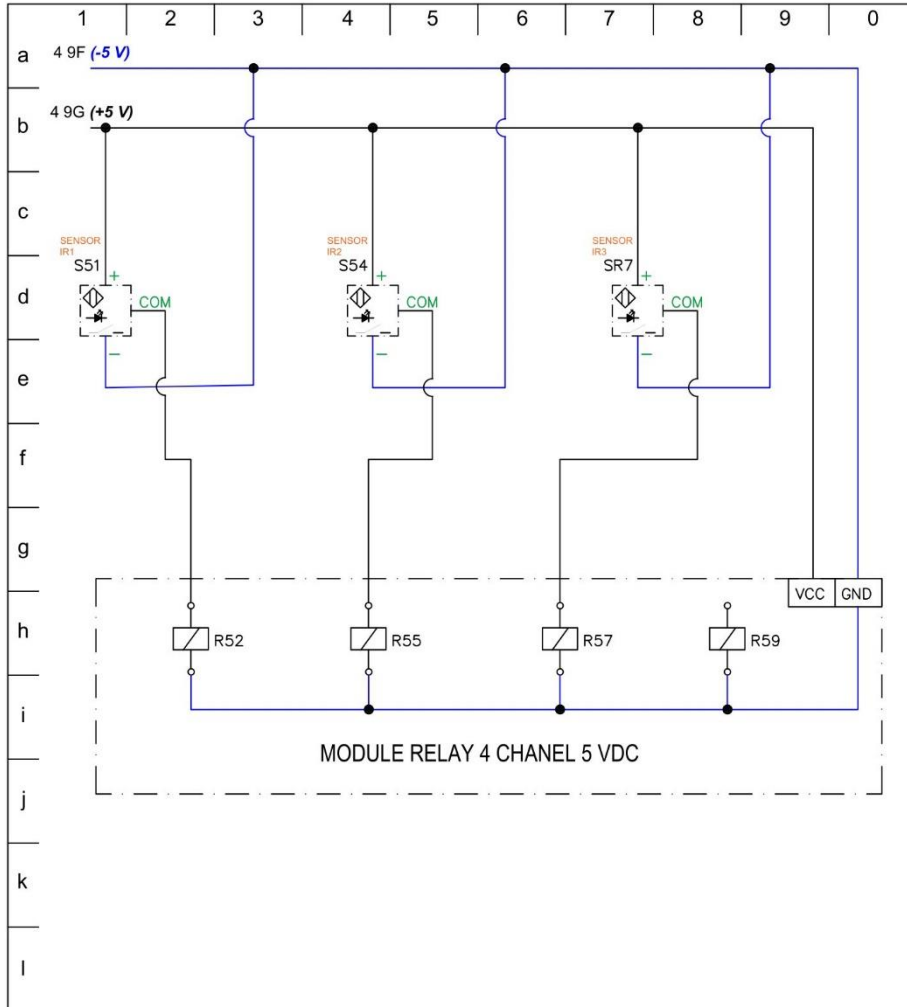 1 2 3 4 5 6 7 8 9 0
a
4 9F (-5 V)
b
4 9G (+5 V)
c
SENSOR
IR1
S51
SENSOR
IR2
S54
SENSOR
IR3
SR7
d
+
COM
−
+
COM
−
+
COM
−
e
f
g
VCC GND
h
R52 R55 R57 R59
i
MODULE RELAY 4 CHANEL 5 VDC
j
k
l